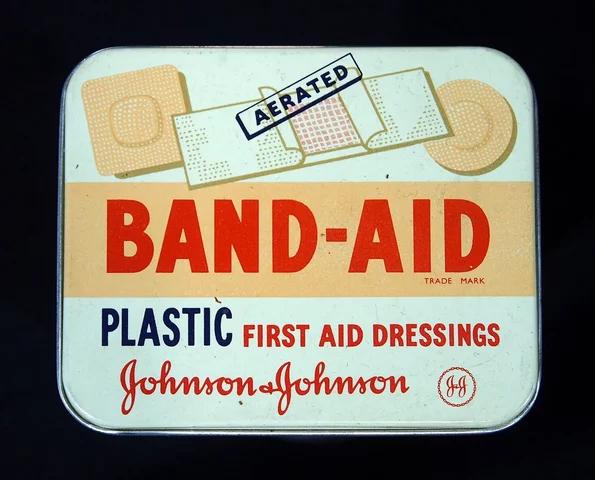 AERATED
BAND-AID
TRADE MARK
PLASTIC FIRST AID DRESSINGS
Johnson & Johnson
J&J